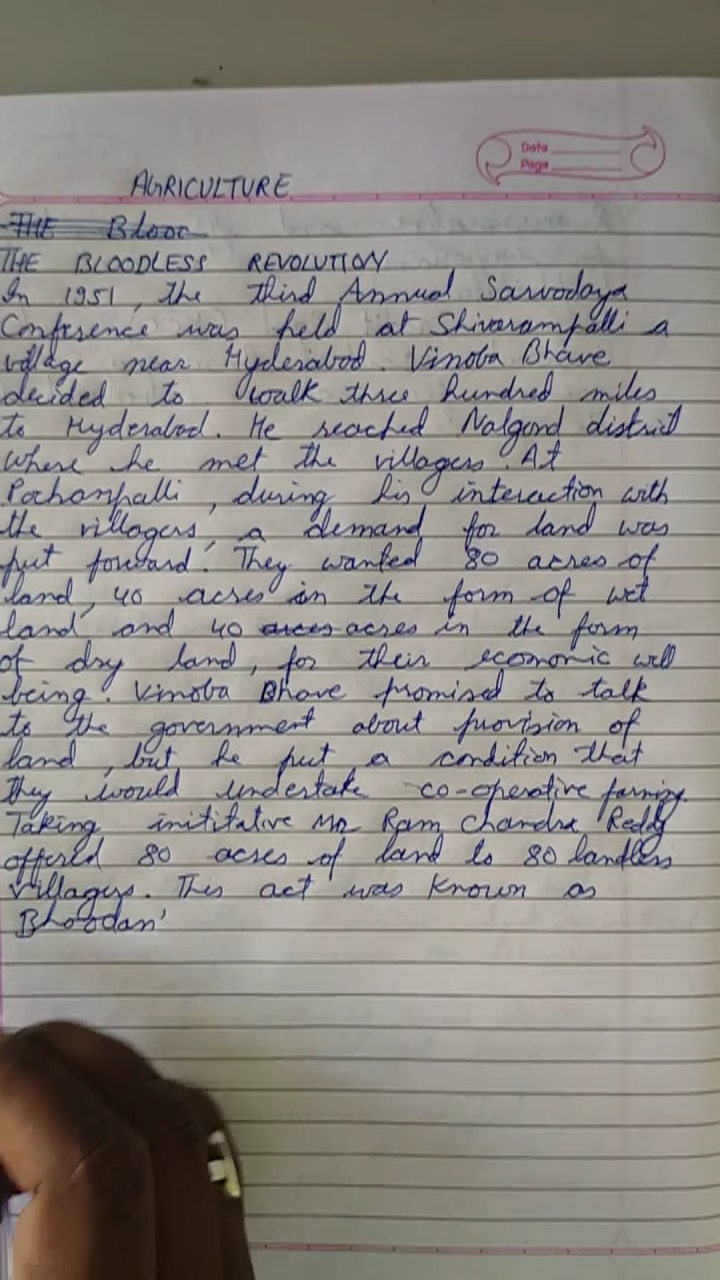 Date
Page
AGRICULTURE
THE Blooc
THE BLOODLESS REVOLUTION
In 1951, the third Annual Sarvodaya
Conference was held at Shivarampalli a
village near Hyderabad. Vinoba Bhave
decided to walk three hundred miles
to Hyderabad. He reached Nalgond district
where he met the villagers. At
Pochampalli, during his interaction with
the villagers, a demand for land was
put forward. They wanted 80 acres of
land, 40 acres in the form of wet
land and 40 acres acres in the form
of dry land, for their economic well
being. Vinoba Bhave promised to talk
to the government about provision of
land, but he put a condition that
they would undertake co-operative farming.
Taking inititative Mr Ram Chandra Reddy
offered 80 acres of land to 80 landless
villagers. This act was known as
Bhoodan'